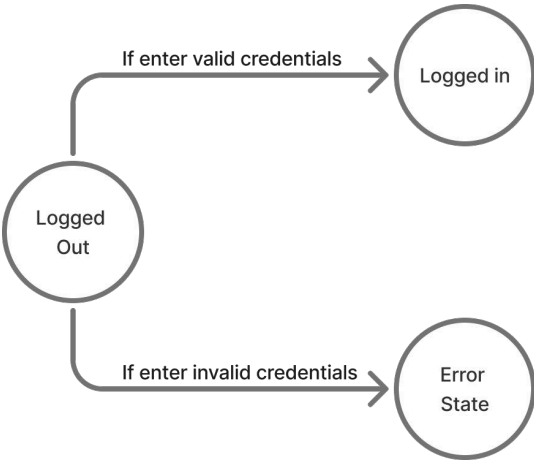 If enter valid credentials
Logged in
Logged
Out
If enter invalid credentials
Error
State